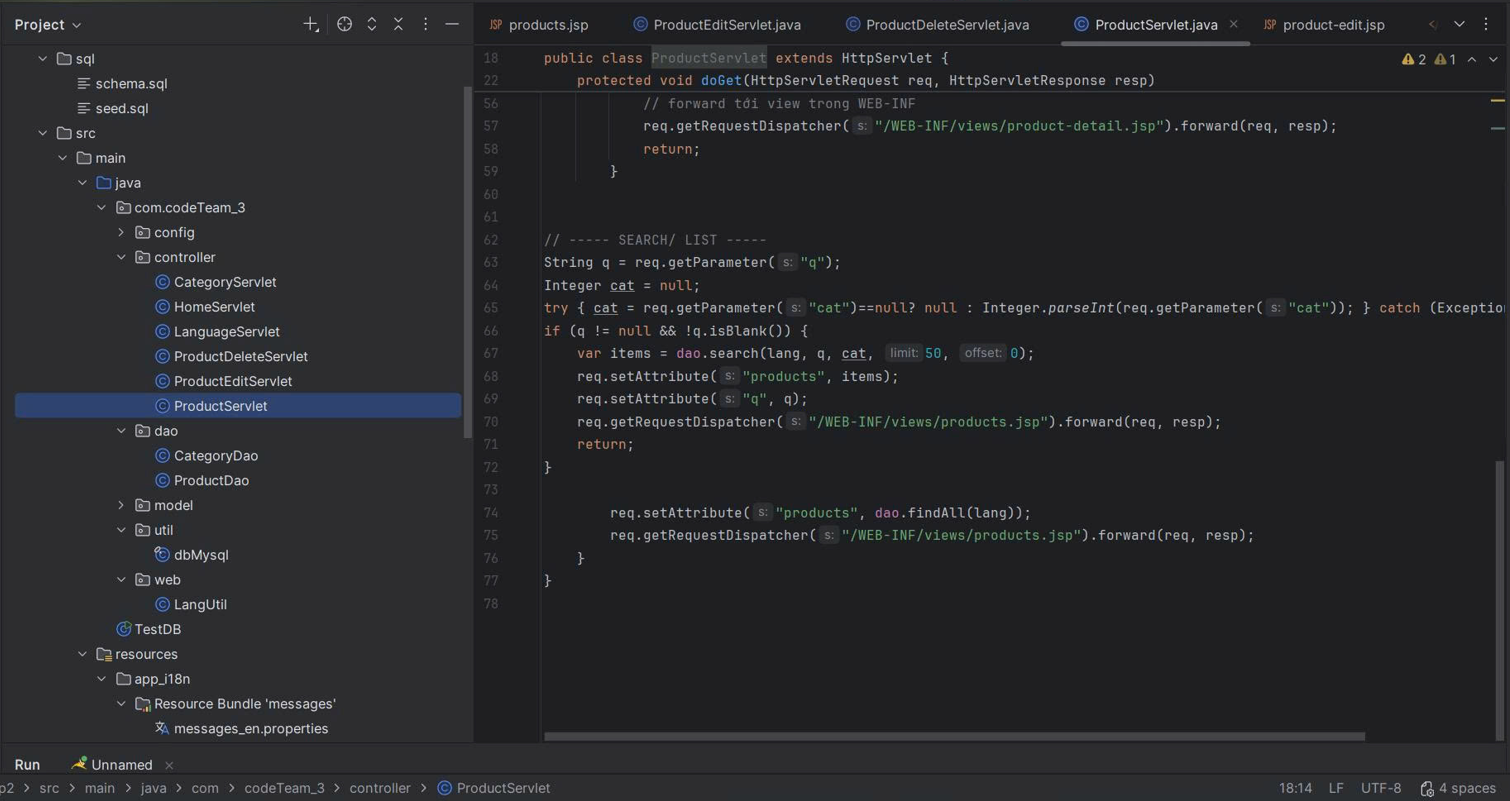 Project
products.jsp
ProductEditServlet.java
ProductDeleteServlet.java
ProductServlet.java
product-edit.jsp
sql
schema.sql
seed.sql
src
main
java
com.codeTeam_3
config
controller
CategoryServlet
HomeServlet
LanguageServlet
ProductDeleteServlet
ProductEditServlet
ProductServlet
dao
CategoryDao
ProductDao
model
util
dbMysql
web
LangUtil
TestDB
resources
app_i18n
Resource Bundle 'messages'
messages_en.properties
2 1
18 public class ProductServlet extends HttpServlet {
22 protected void doGet(HttpServletRequest req, HttpServletResponse resp)
56 // forward tới view trong WEB-INF
57 req.getRequestDispatcher( s: "/WEB-INF/views/product-detail.jsp").forward(req, resp);
58 return;
59 }
60
61
62 // ----- SEARCH/ LIST -----
63 String q = req.getParameter( s: "q");
64 Integer cat = null;
65 try { cat = req.getParameter( s: "cat")==null? null : Integer.parseInt(req.getParameter( s: "cat")); } catch (Exceptio
66 if (q != null && !q.isBlank()) {
67 var items = dao.search(lang, q, cat, limit: 50, offset: 0);
68 req.setAttribute( s: "products", items);
69 req.setAttribute( s: "q", q);
70 req.getRequestDispatcher( s: "/WEB-INF/views/products.jsp").forward(req, resp);
71 return;
72 }
73
74 req.setAttribute( s: "products", dao.findAll(lang));
75 req.getRequestDispatcher( s: "/WEB-INF/views/products.jsp").forward(req, resp);
76 }
77 }
78
Run Unnamed
p2 > src > main > java > com > codeTeam_3 > controller > ProductServlet
18:14 LF UTF-8 4 spaces